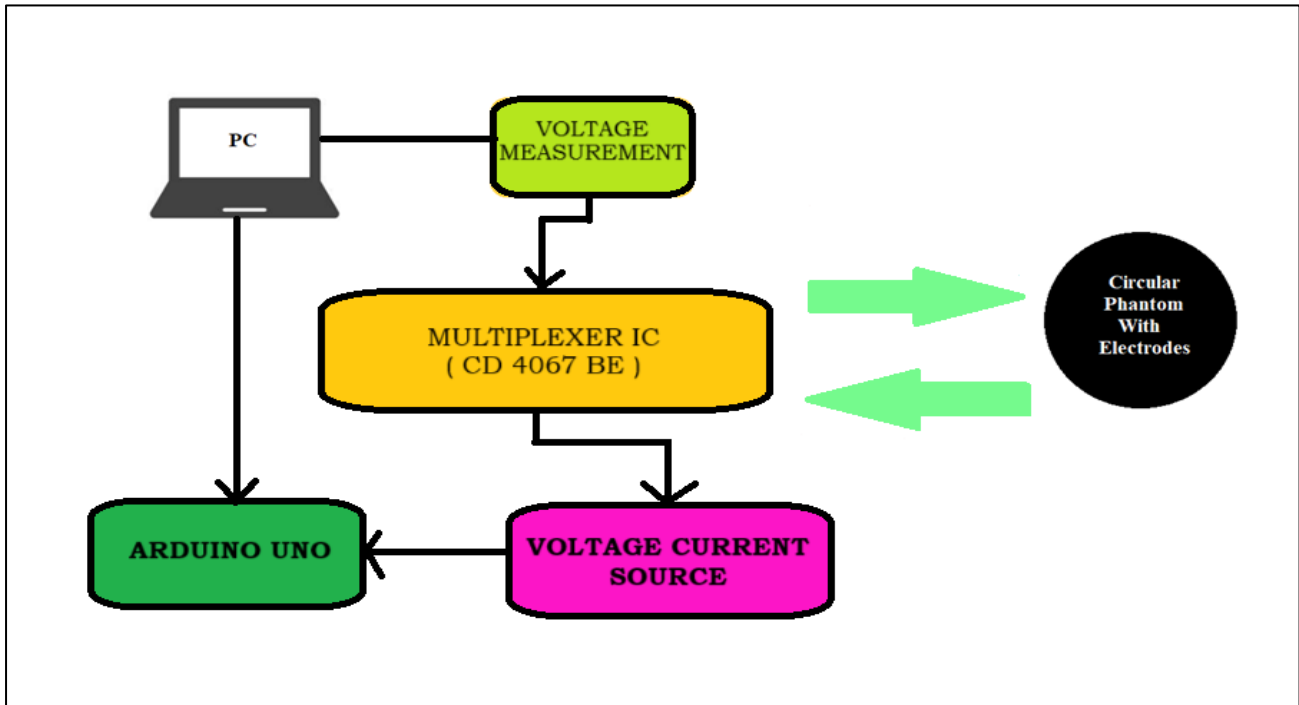 PC
VOLTAGE
MEASUREMENT
MULTIPLEXER IC
( CD 4067 BE )
Circular
Phantom
With
Electrodes
ARDUINO UNO
VOLTAGE CURRENT
SOURCE